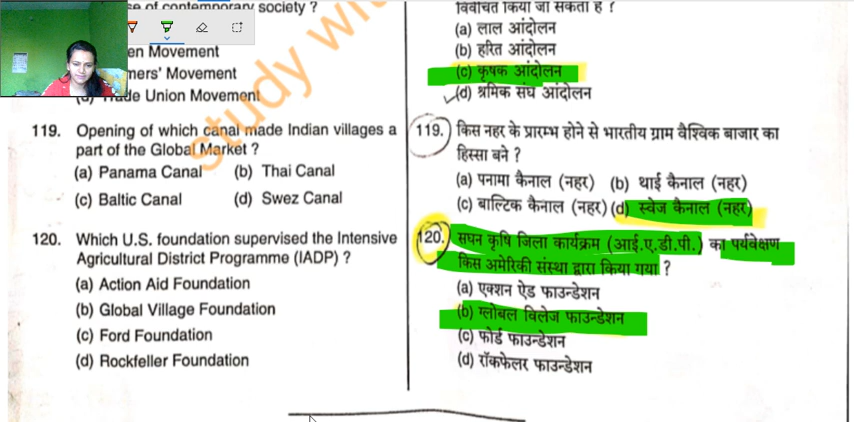 se of contemporary society ?
en Movement
mers' Movement
de Union Movement
119. Opening of which canal made Indian villages a
part of the Global Market ?
(a) Panama Canal (b) Thai Canal
(c) Baltic Canal (d) Swez Canal
120. Which U.S. foundation supervised the Intensive
Agricultural District Programme (IADP) ?
(a) Action Aid Foundation
(b) Global Village Foundation
(c) Ford Foundation
(d) Rockfeller Foundation
विवेचित किया जा सकता है ?
(a) लाल आंदोलन
(b) हरित आंदोलन
(c) कृषक आंदोलन
(d) श्रमिक संघ आंदोलन
119. किस नहर के प्रारम्भ होने से भारतीय ग्राम वैश्विक बाजार का
हिस्सा बने ?
(a) पनामा कैनाल (नहर) (b) थाई कैनाल (नहर)
(c) बाल्टिक कैनाल (नहर) (d) स्वेज कैनाल (नहर)
120. सघन कृषि जिला कार्यक्रम (आई.ए.डी.पी.) का पर्यवेक्षण
किस अमेरिकी संस्था द्वारा किया गया ?
(a) एक्शन ऐड फाउन्डेशन
(b) ग्लोबल विलेज फाउन्डेशन
(c) फोर्ड फाउन्डेशन
(d) रॉकफेलर फाउन्डेशन
study wi